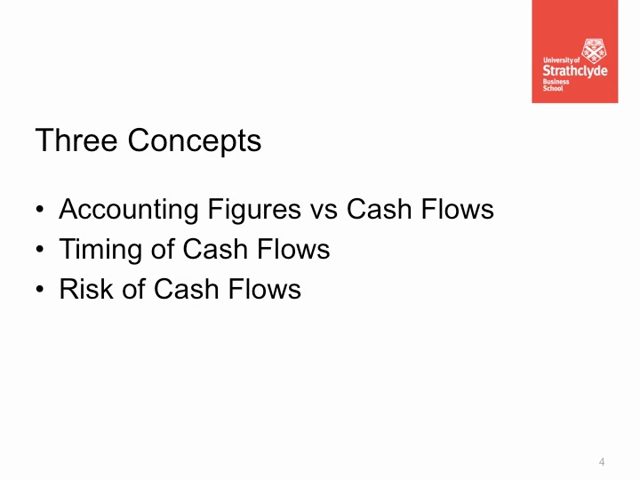 University of
Strathclyde
Business
School
Three Concepts
• Accounting Figures vs Cash Flows
• Timing of Cash Flows
• Risk of Cash Flows
4